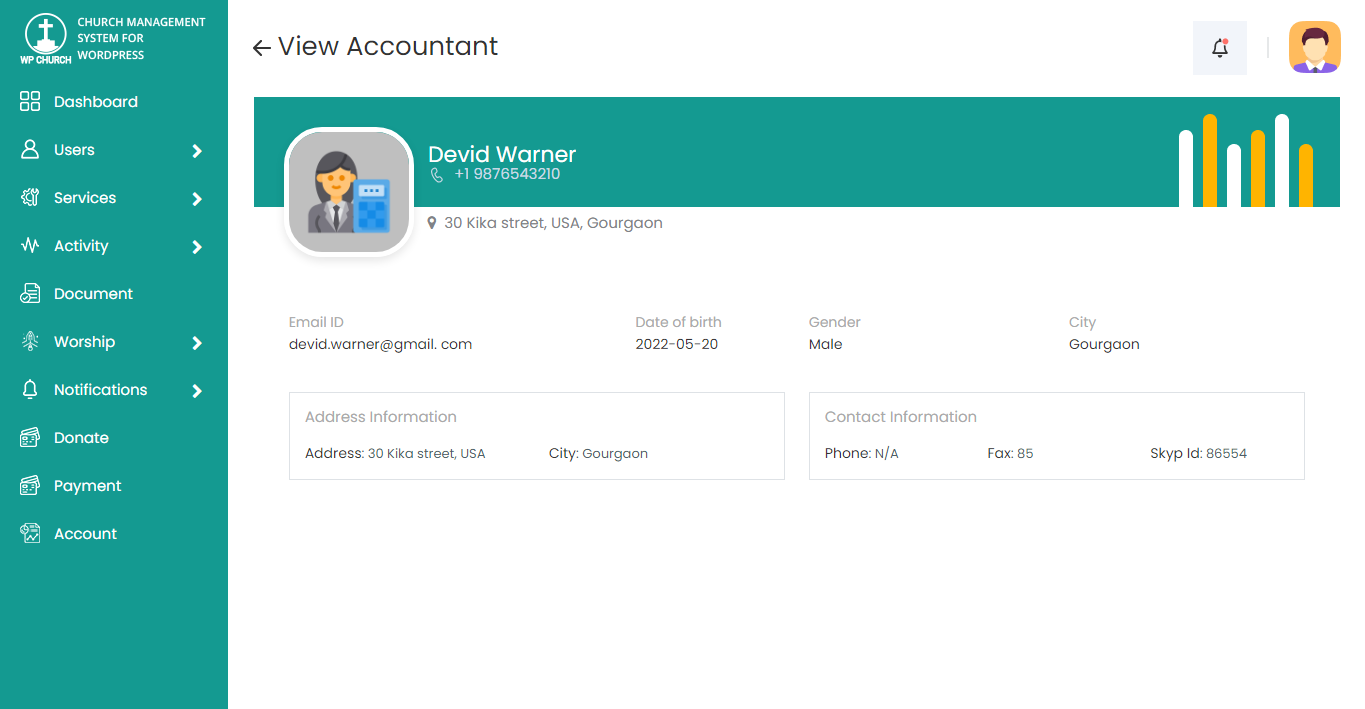 CHURCH MANAGEMENT
SYSTEM FOR
WORDPRESS
WP CHURCH
Dashboard
Users
Services
Activity
Document
Worship
Notifications
Donate
Payment
Account
View Accountant
Devid Warner
+1 9876543210
30 Kika street, USA, Gourgaon
Email ID Date of birth Gender City
devid.warner@gmail. com 2022-05-20 Male Gourgaon
Address Information
Address: 30 Kika street, USA City: Gourgaon
Contact Information
Phone: N/A Fax: 85 Skyp Id: 86554